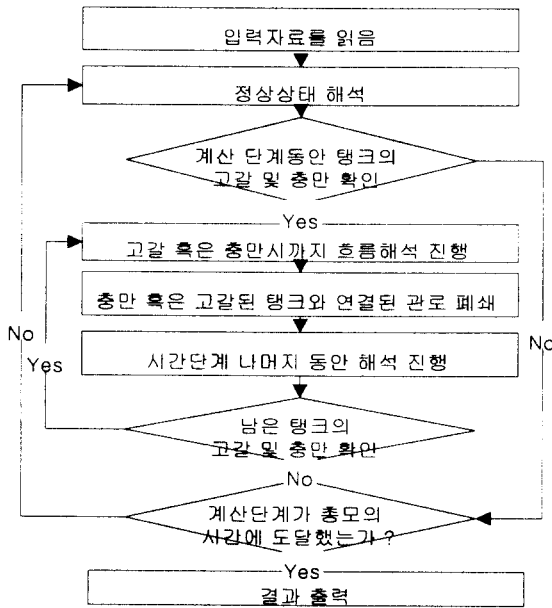 입력자료를 읽음
정상상태 해석
계산 단계동안 탱크의
고갈 및 충만 확인
Yes
고갈 혹은 충만시까지 흐름해석 진행
충만 혹은 고갈된 탱크와 연결된 관로 폐쇄
No
Yes
No
시간단계 나머지 동안 해석 진행
남은 탱크의
고갈 및 충만 확인
No
계산단계가 총모의
시간에 도달했는가?
Yes
결과 출력